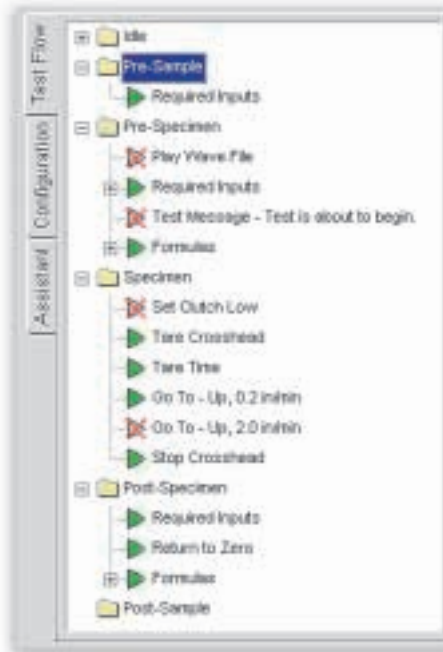 Test Flow
Configuration
Assistant
Idle
Pre-Sample
Required Inputs
Pre-Specimen
Play Wave File
Required Inputs
Test Message - Test is about to begin.
Formulas
Specimen
Set Clutch Low
Tare Crosshead
Tare Time
Go To - Up, 0.2 in/min
Go To - Up, 2.0 in/min
Stop Crosshead
Post-Specimen
Required Inputs
Return to Zero
Formulas
Post-Sample